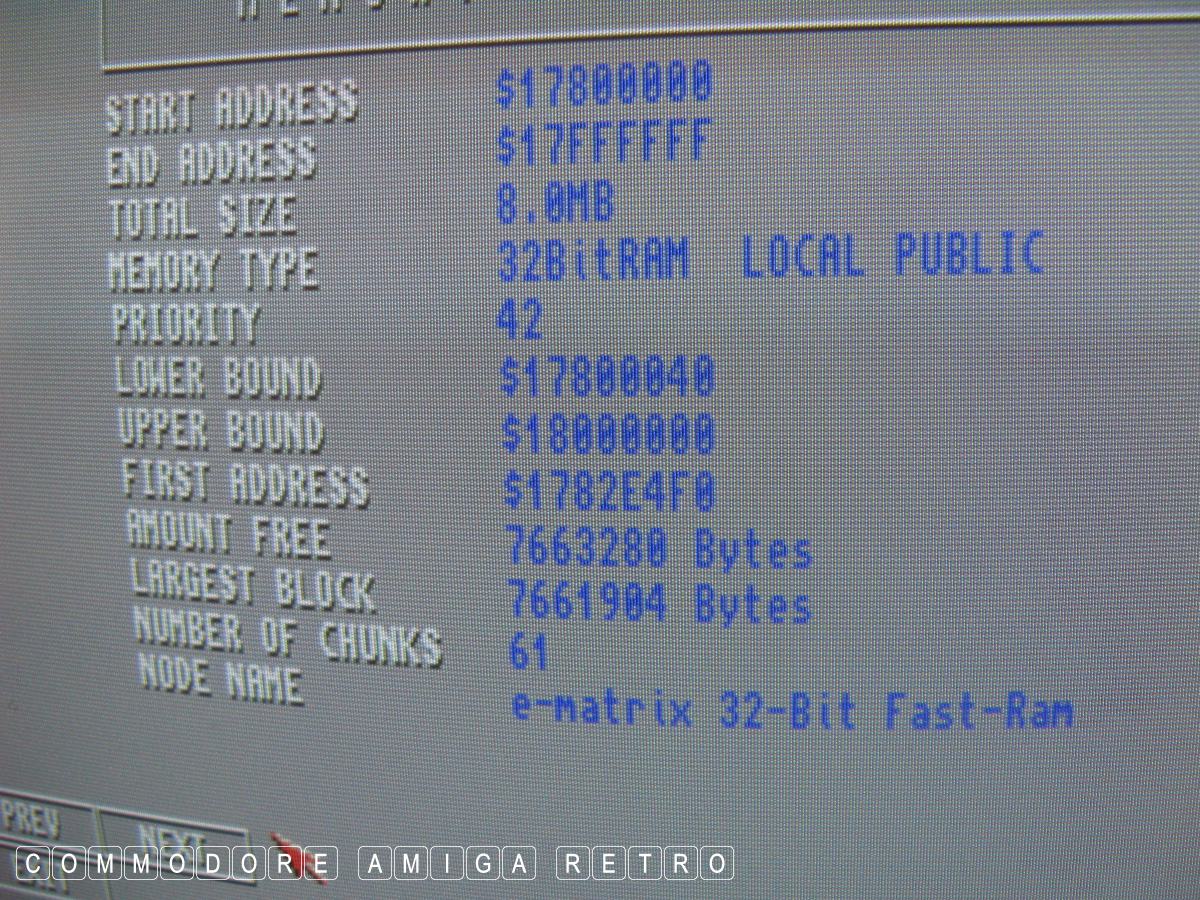 START ADDRESS $17800000
END ADDRESS $17FFFFFF
TOTAL SIZE 8.0MB
MEMORY TYPE 32BitRAM LOCAL PUBLIC
PRIORITY 42
LOWER BOUND $17800040
UPPER BOUND $18000000
FIRST ADDRESS $1782E4F0
AMOUNT FREE 7663280 Bytes
LARGEST BLOCK 7661904 Bytes
NUMBER OF CHUNKS 61
NODE NAME e-matrix 32-Bit Fast-Ram
PREV NEXT
COMMODORE AMIGA RETRO